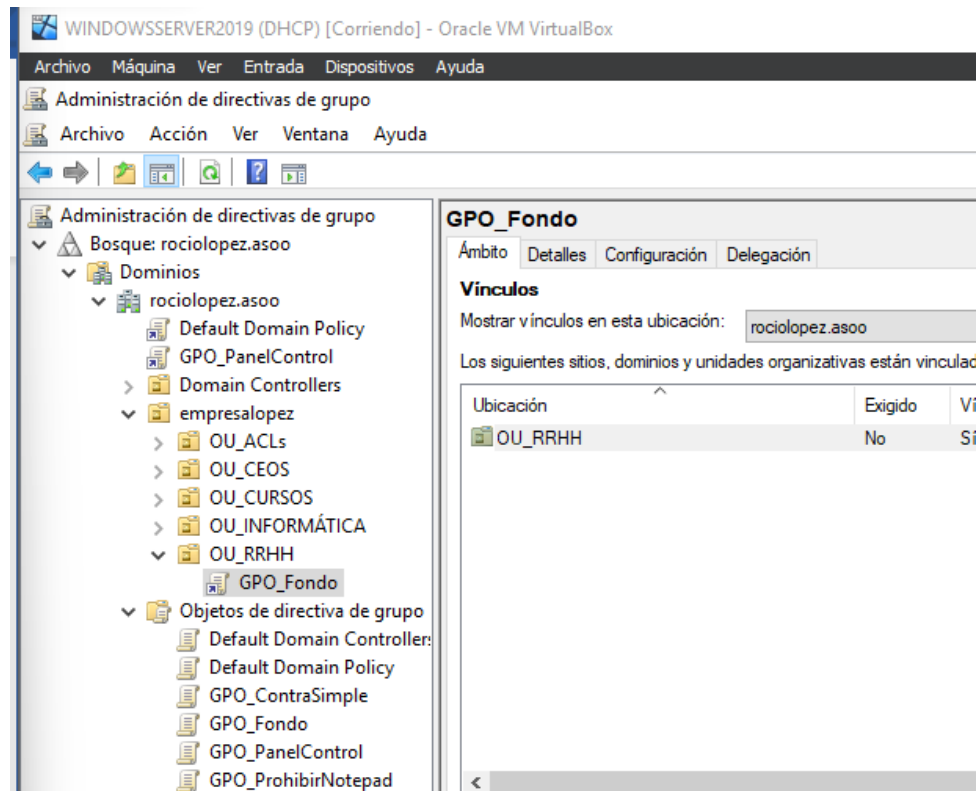 WINDOWSSERVER2019 (DHCP) [Corriendo] - Oracle VM VirtualBox
Archivo Máquina Ver Entrada Dispositivos Ayuda
Administración de directivas de grupo
Archivo Acción Ver Ventana Ayuda
Administración de directivas de grupo
Bosque: rociolopez.asoo
Dominios
rociolopez.asoo
Default Domain Policy
GPO_PanelControl
Domain Controllers
empresalopez
OU_ACLs
OU_CEOS
OU_CURSOS
OU_INFORMÁTICA
OU_RRHH
GPO_Fondo
Objetos de directiva de grupo
Default Domain Controller
Default Domain Policy
GPO_ContraSimple
GPO_Fondo
GPO_PanelControl
GPO_ProhibirNotepad
GPO_Fondo
Ámbito Detalles Configuración Delegación
Vínculos
Mostrar vínculos en esta ubicación: rociolopez.asoo
Los siguientes sitios, dominios y unidades organizativas están vinculad
Ubicación Exigido Ví
OU_RRHH No Sí